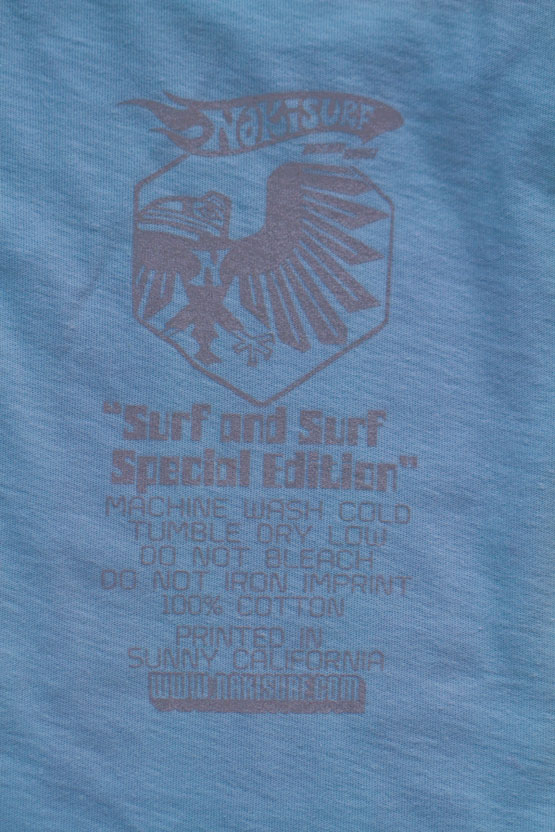 NAKISURF
N
"Surf and Surf
Special Edition"
MACHINE WASH COLD
TUMBLE DRY LOW
DO NOT BLEACH
DO NOT IRON IMPRINT
100% COTTON
PRINTED IN
SUNNY CALIFORNIA
WWW.NAKISURF.COM